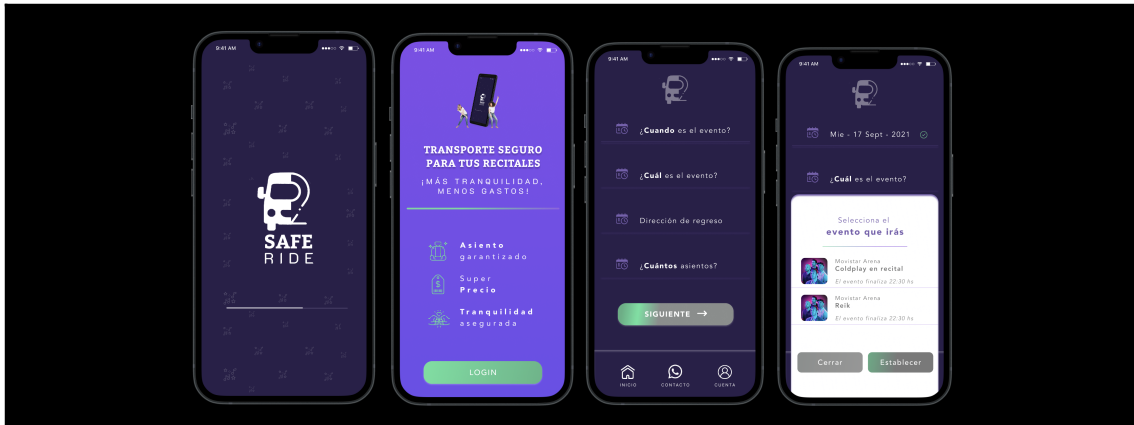 9:41 AM
SAFE
RIDE
9:41 AM
SAFE
RIDE
TRANSPORTE SEGURO
PARA TUS RECITALES
¡MÁS TRANQUILIDAD,
MENOS GASTOS!
Asiento
garantizado
Super
Precio
Tranquilidad
asegurada
LOGIN
9:41 AM
¿Cuando es el evento?
¿Cuál es el evento?
Dirección de regreso
¿Cuántos asientos?
SIGUIENTE →
INICIO CONTACTO CUENTA
9:41 AM
Mie - 17 Sept - 2021
¿Cuál es el evento?
Selecciona el
evento que irás
Movistar Arena
Coldplay en recital
El evento finaliza 22:30 hs
Movistar Arena
Reik
El evento finaliza 22:30 hs
Cerrar Establecer